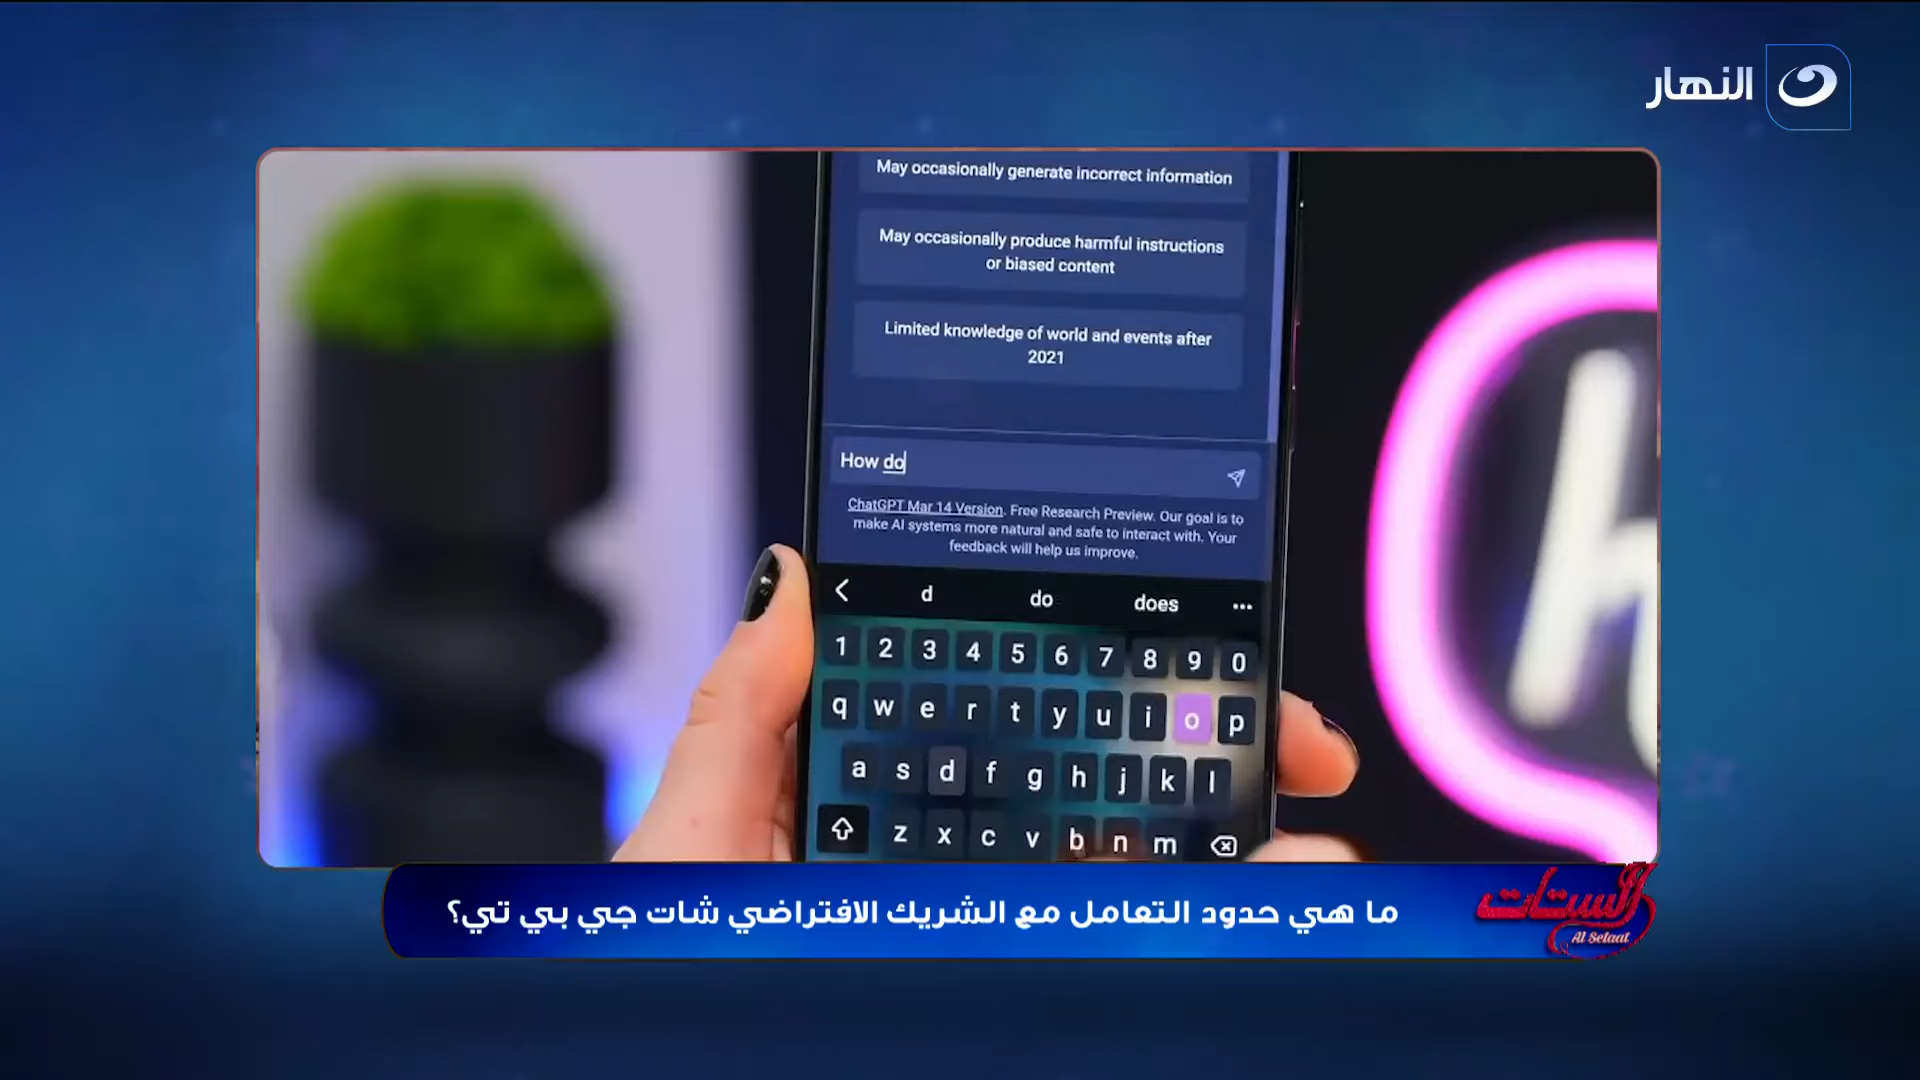 النهار
May occasionally generate incorrect information
May occasionally produce harmful instructions
or biased content
Limited knowledge of world and events after
2021
How do
ChatGPT Mar 14 Version. Free Research Preview. Our goal is to
make AI systems more natural and safe to interact with. Your
feedback will help us improve.
d do does
1 2 3 4 5 6 7 8 9 0
q w e r t y u i o p
a s d f g h j k l
z x c v b n m
h
ما هي حدود التعامل مع الشريك الافتراضي شات جي بي تي؟
الستات
Al Setaat